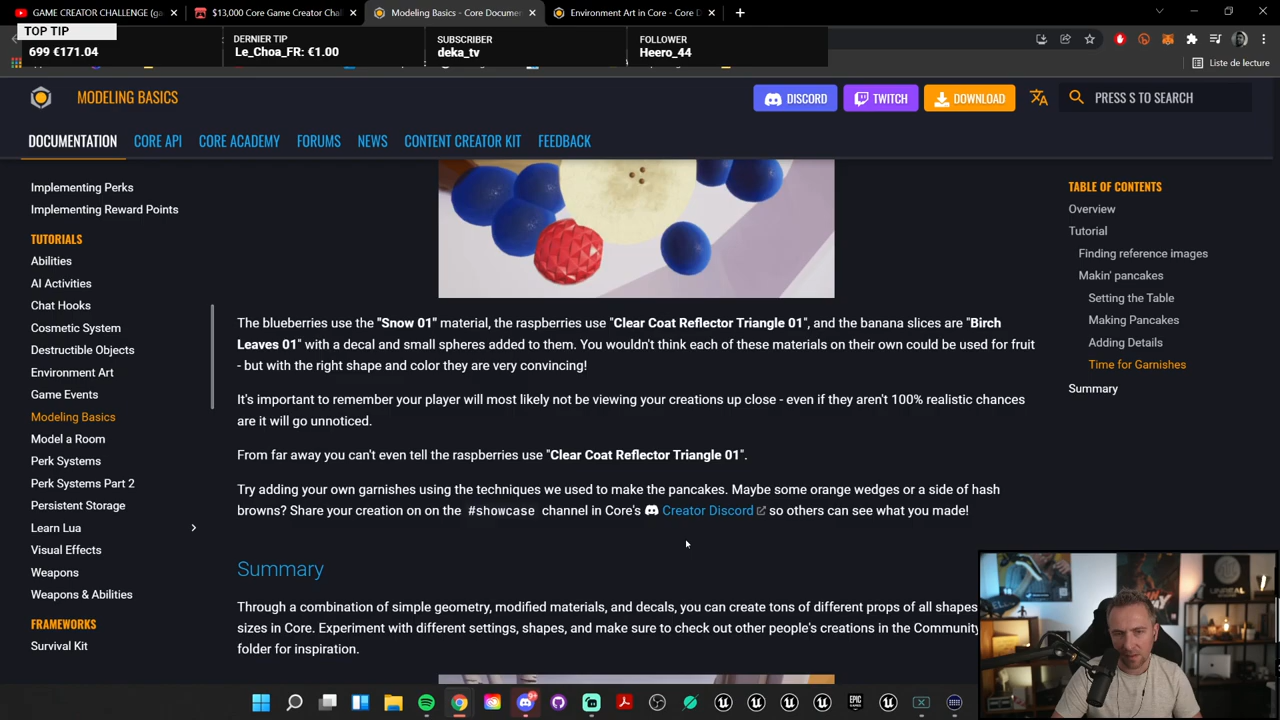 GAME CREATOR CHALLENGE (ga
$13,000 Core Game Creator Chal
Modeling Basics - Core Documen
Environment Art in Core - Core D
TOP TIP
699 €171.04
DERNIER TIP
Le_Choa_FR: €1.00
SUBSCRIBER
deka_tv
FOLLOWER
Heero_44
Liste de lecture
MODELING BASICS
DISCORD
TWITCH
DOWNLOAD
PRESS S TO SEARCH
DOCUMENTATION
CORE API
CORE ACADEMY
FORUMS
NEWS
CONTENT CREATOR KIT
FEEDBACK
Implementing Perks
Implementing Reward Points
TUTORIALS
Abilities
AI Activities
Chat Hooks
Cosmetic System
Destructible Objects
Environment Art
Game Events
Modeling Basics
Model a Room
Perk Systems
Perk Systems Part 2
Persistent Storage
Learn Lua
Visual Effects
Weapons
Weapons & Abilities
FRAMEWORKS
Survival Kit
The blueberries use the "Snow 01" material, the raspberries use "Clear Coat Reflector Triangle 01", and the banana slices are "Birch
Leaves 01" with a decal and small spheres added to them. You wouldn't think each of these materials on their own could be used for fruit
- but with the right shape and color they are very convincing!
It's important to remember your player will most likely not be viewing your creations up close - even if they aren't 100% realistic chances
are it will go unnoticed.
From far away you can't even tell the raspberries use "Clear Coat Reflector Triangle 01".
Try adding your own garnishes using the techniques we used to make the pancakes. Maybe some orange wedges or a side of hash
browns? Share your creation on on the #showcase channel in Core's Creator Discord so others can see what you made!
Summary
Through a combination of simple geometry, modified materials, and decals, you can create tons of different props of all shapes
sizes in Core. Experiment with different settings, shapes, and make sure to check out other people's creations in the Community
folder for inspiration.
TABLE OF CONTENTS
Overview
Tutorial
Finding reference images
Makin' pancakes
Setting the Table
Making Pancakes
Adding Details
Time for Garnishes
Summary